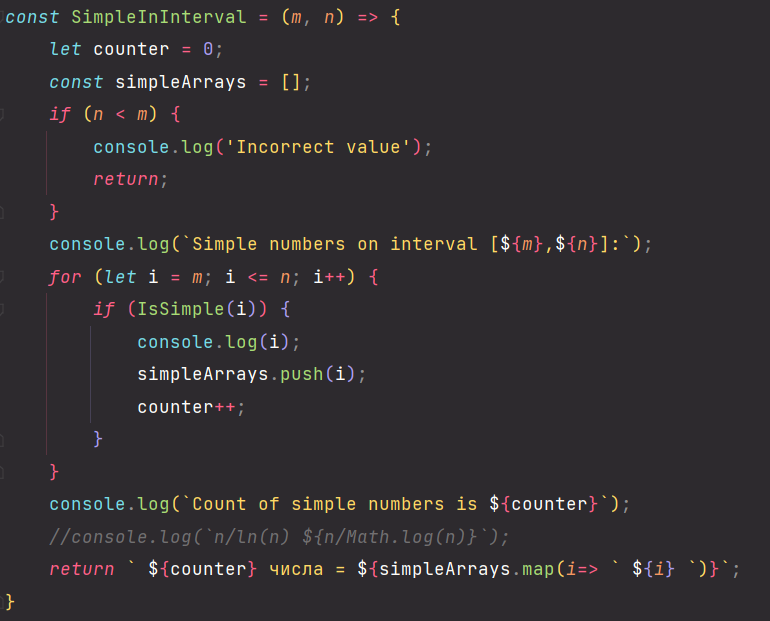 const SimpleInInterval = (m, n) => {
    let counter = 0;
    const simpleArrays = [];
    if (n < m) {
        console.log('Incorrect value');
        return;
    }
    console.log(`Simple numbers on interval [${m},${n}]:`);
    for (let i = m; i <= n; i++) {
        if (IsSimple(i)) {
            console.log(i);
            simpleArrays.push(i);
            counter++;
        }
    }
    console.log(`Count of simple numbers is ${counter}`);
    //console.log(`n/ln(n) ${n/Math.log(n)}`);
    return ` ${counter} числа = ${simpleArrays.map(i=> ` ${i} `)}`;
}